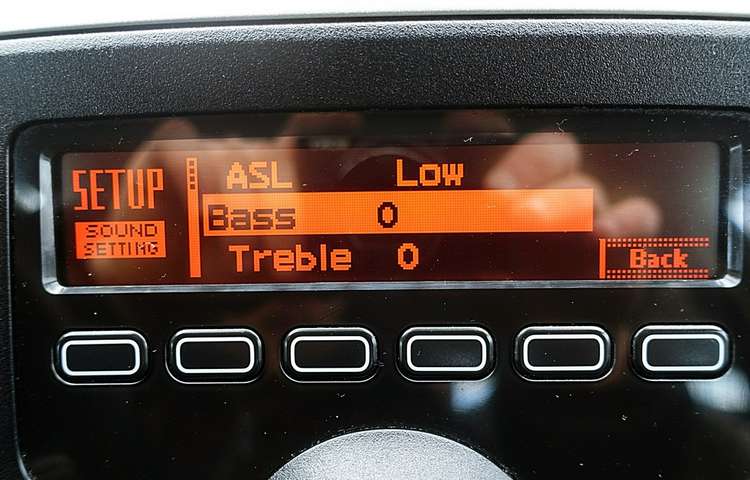 SETUP
SOUND
SETTING
ASL Low
Bass 0
Treble 0
Back